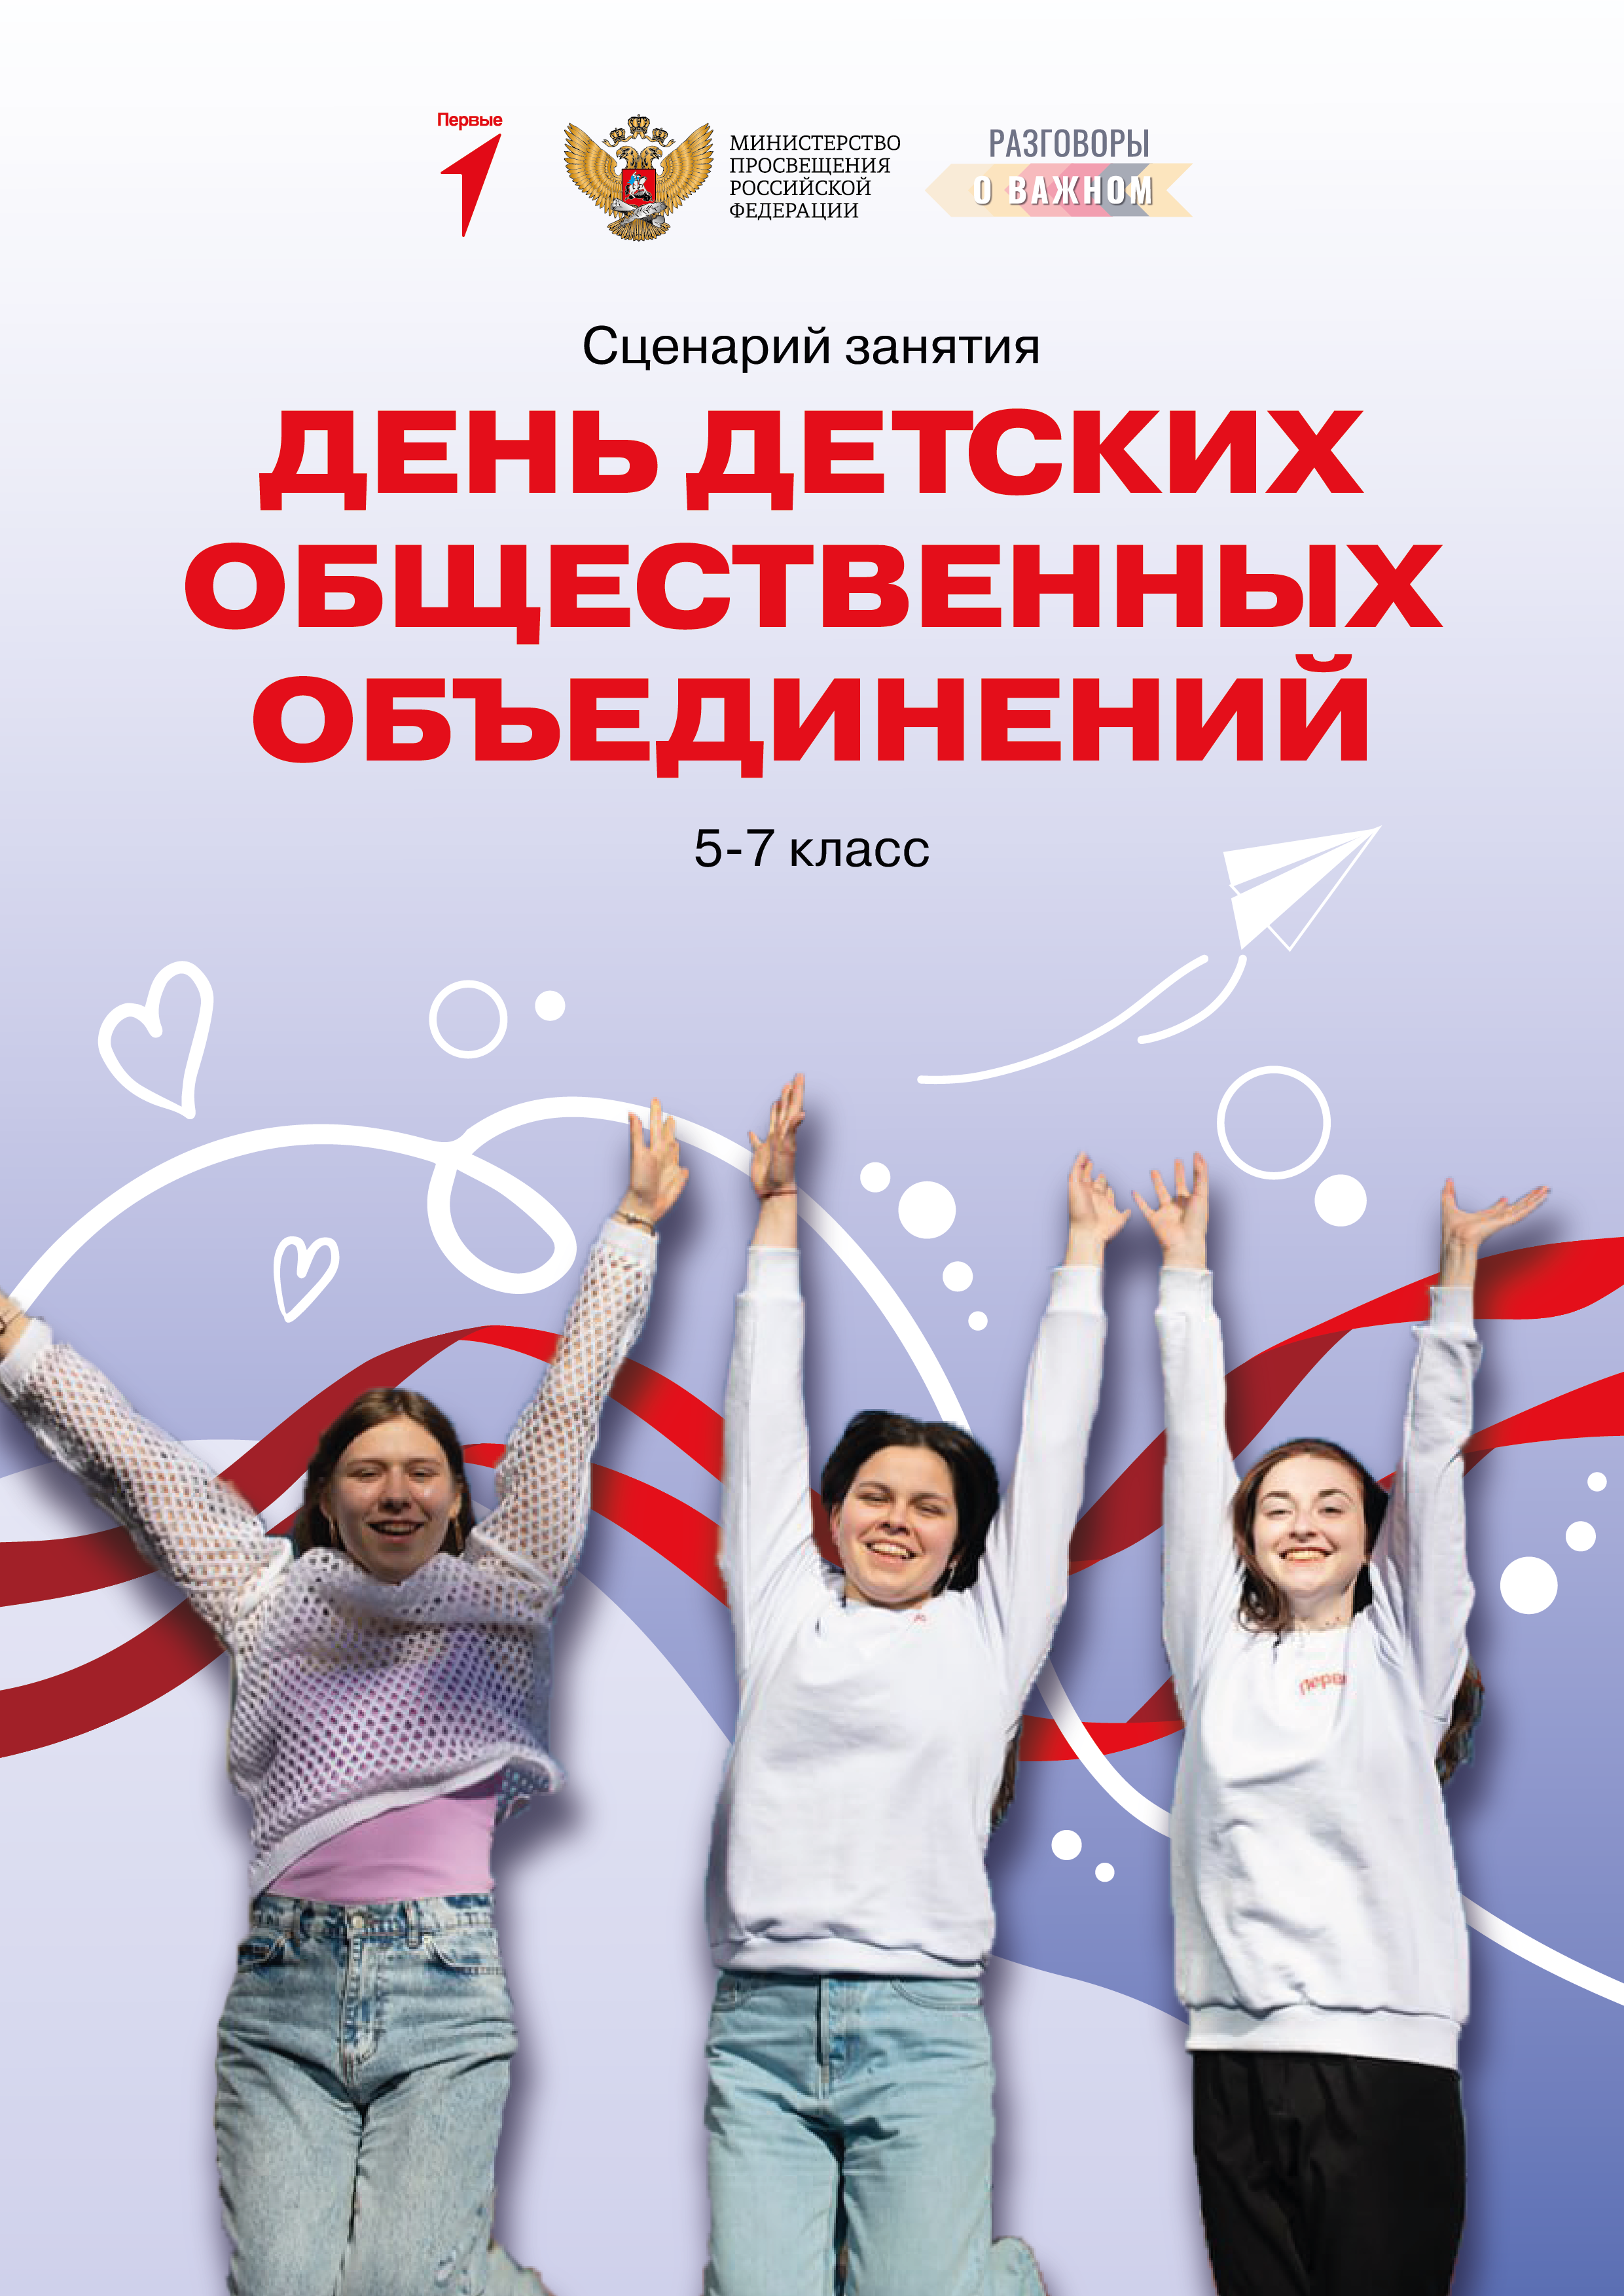 Первые
МИНИСТЕРСТВО
ПРОСВЕЩЕНИЯ
РОССИЙСКОЙ
ФЕДЕРАЦИИ
РАЗГОВОРЫ
О ВАЖНОМ
Сценарий занятия
ДЕНЬ ДЕТСКИХ
ОБЩЕСТВЕННЫХ
ОБЪЕДИНЕНИЙ
5-7 класс